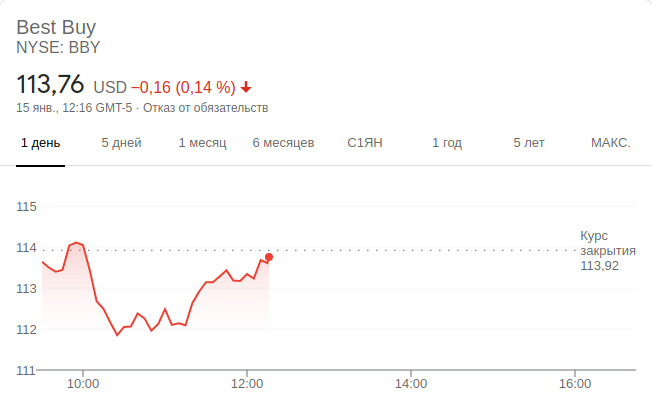 Best Buy
NYSE: BBY
113,76 USD −0,16 (0,14 %)
15 янв., 12:16 GMT-5 · Отказ от обязательств
1 день 5 дней 1 месяц 6 месяцев С1ЯН 1 год 5 лет МАКС.
115
Курс
114 закрытия
113,92
113
112
111
10:00 12:00 14:00 16:00